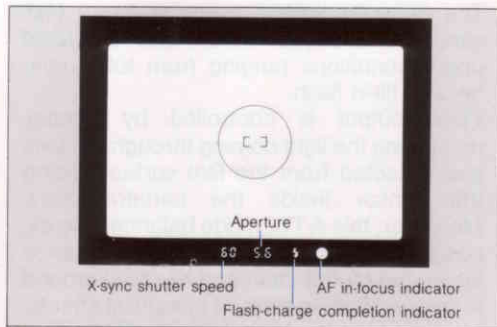 Aperture
60 5.6
X-sync shutter speed
AF in-focus indicator
Flash-charge completion indicator